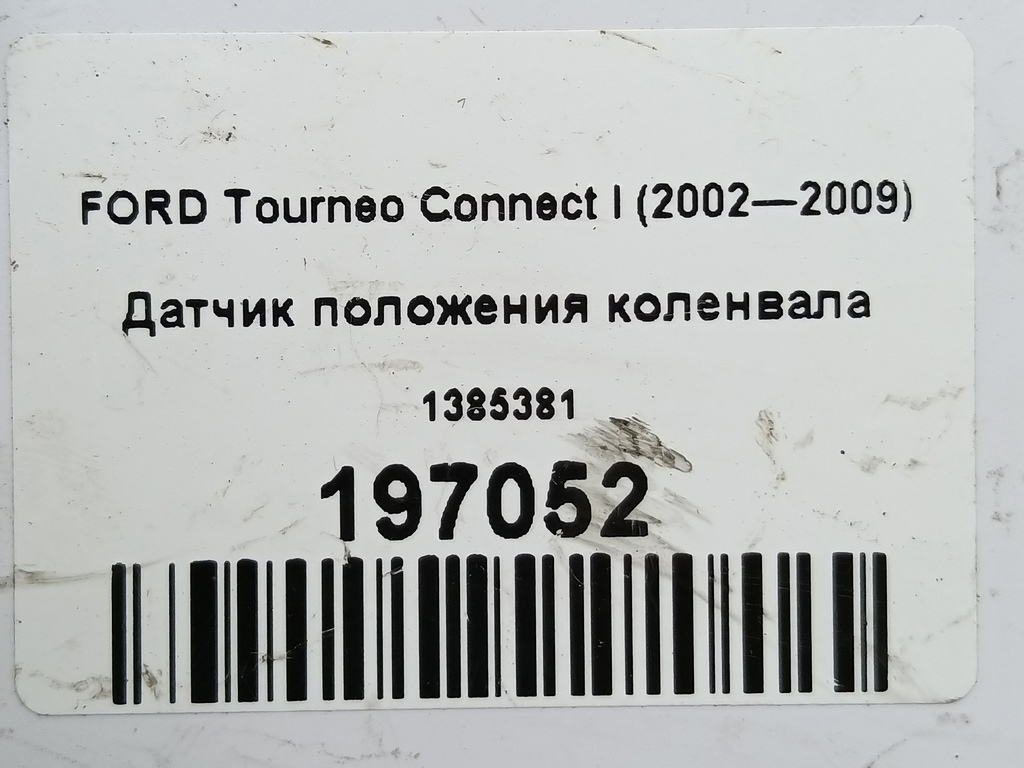 FORD Tourneo Connect I (2002—2009)
Датчик положения коленвала
1385381
197052